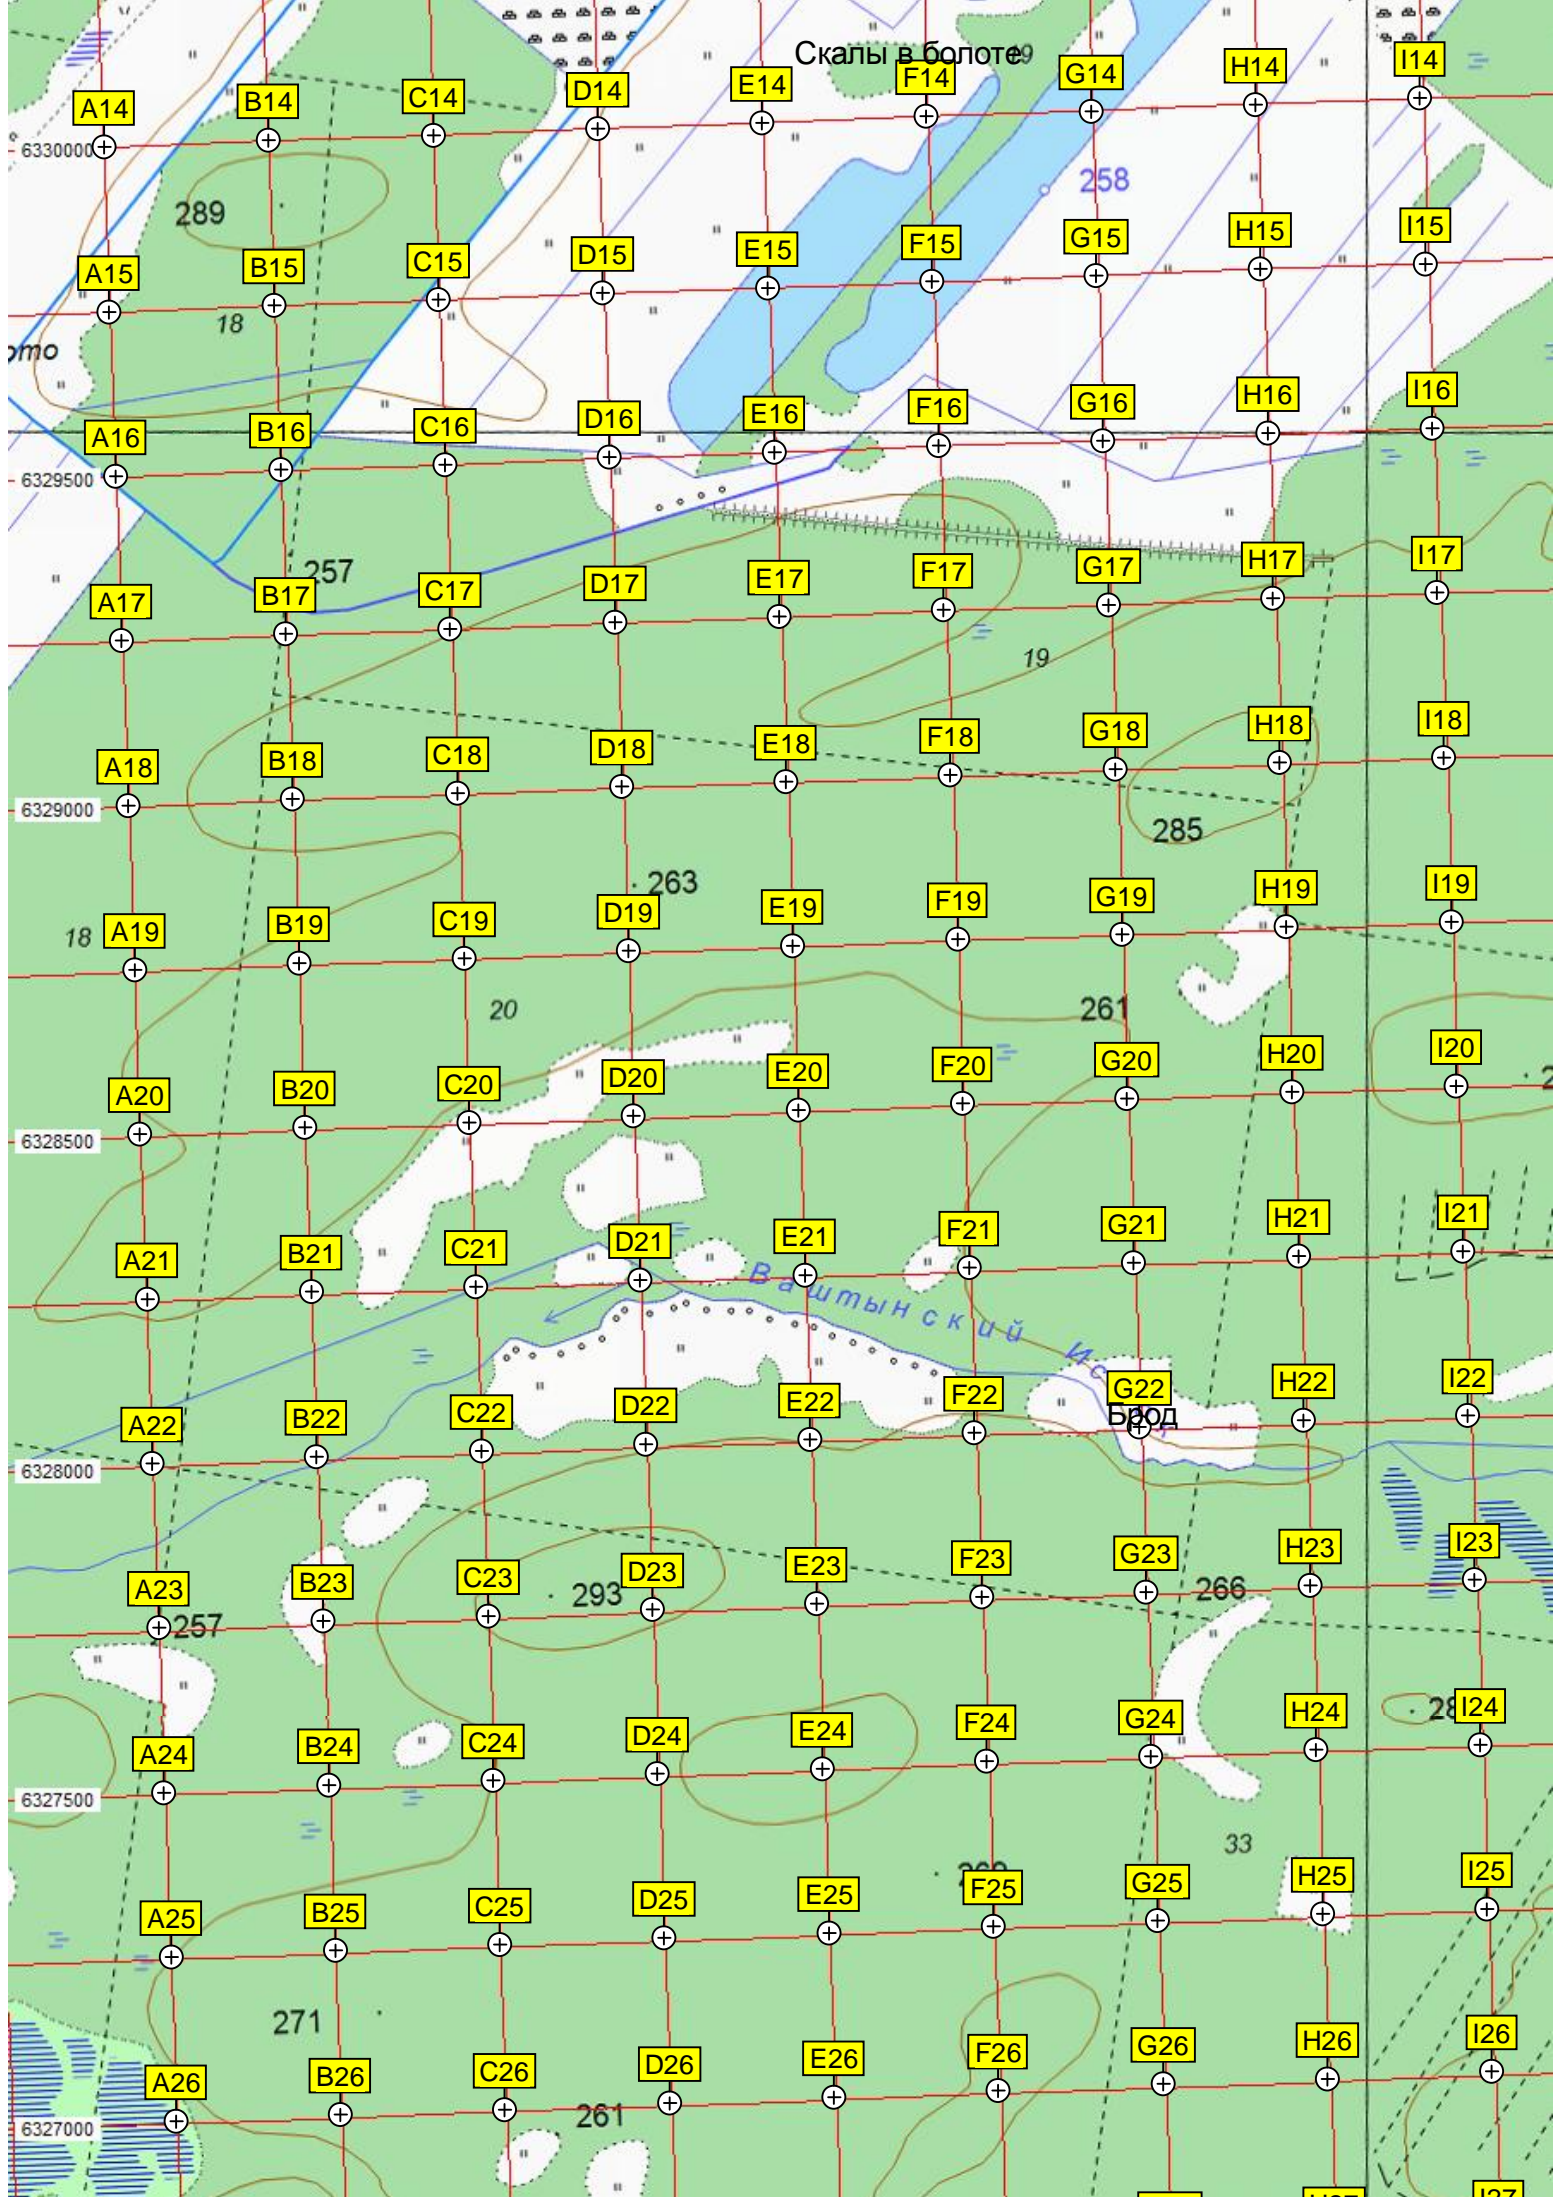 Скалы в болоте
19
A14 B14 C14 D14 E14 F14 G14 H14 I14
6330000
258
289
A15 B15 C15 D15 E15 F15 G15 H15 I15
18
A16 B16 C16 D16 E16 F16 G16 H16 I16
6329500
257
A17 B17 C17 D17 E17 F17 G17 H17 I17
19
A18 B18 C18 D18 E18 F18 G18 H18 I18
6329000
285
263
A19 B19 C19 D19 E19 F19 G19 H19 I19
18
20
261
A20 B20 C20 D20 E20 F20 G20 H20 I20
6328500
A21 B21 C21 D21 E21 F21 G21 H21 I21
Ваштынский
A22 B22 C22 D22 E22 F22 G22 H22 I22
Брод
6328000
A23 B23 C23 D23 E23 F23 G23 H23 I23
293
266
257
A24 B24 C24 D24 E24 F24 G24 H24 I24
6327500
33
A25 B25 C25 D25 E25 F25 G25 H25 I25
271
A26 B26 C26 D26 E26 F26 G26 H26 I26
261
6327000